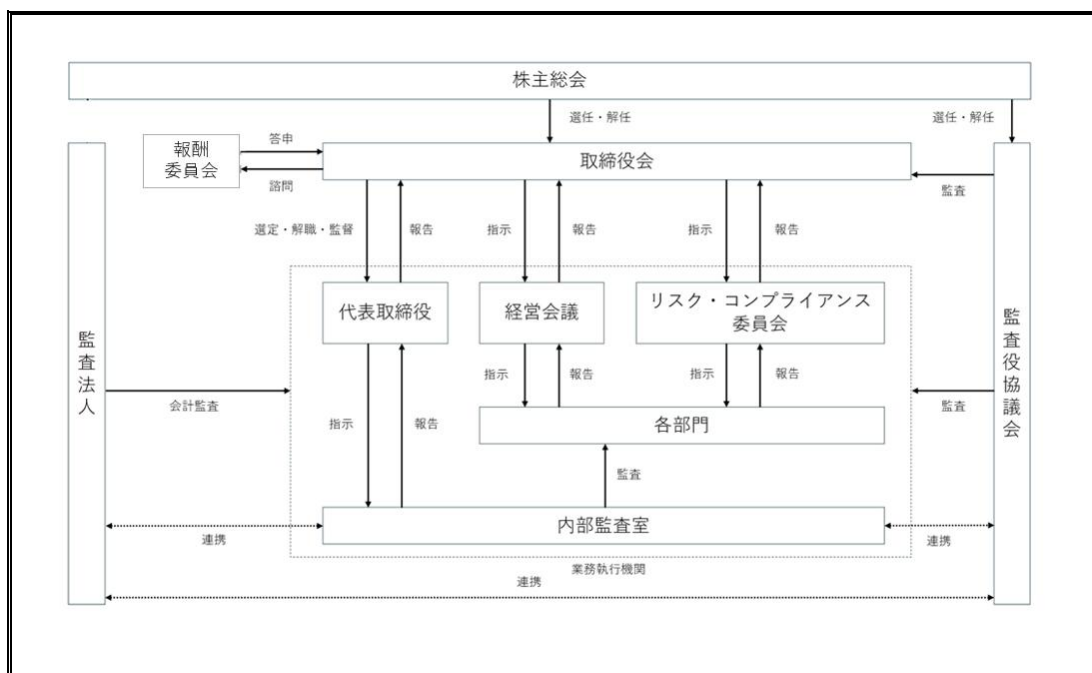 株主総会
選任・解任
選任・解任
報酬
委員会
答申
諮問
取締役会
監査
選定・解職・監督
報告
指示
報告
指示
報告
代表取締役
経営会議
リスク・コンプライアンス
委員会
監査法人
監査役協議会
会計監査
指示
報告
指示
報告
監査
各部門
指示
報告
監査
内部監査室
連携
連携
業務執行機関
連携